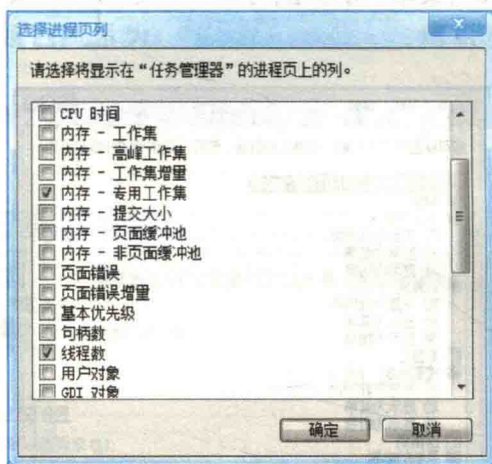 选择进程页列
请选择将显示在“任务管理器”的进程页上的列。
CPU 时间
内存 - 工作集
内存 - 高峰工作集
内存 - 工作集增量
内存 - 专用工作集
内存 - 提交大小
内存 - 页面缓冲池
内存 - 非页面缓冲池
页面错误
页面错误增量
基本优先级
句柄数
线程数
用户对象
GDI 对象
确定
取消